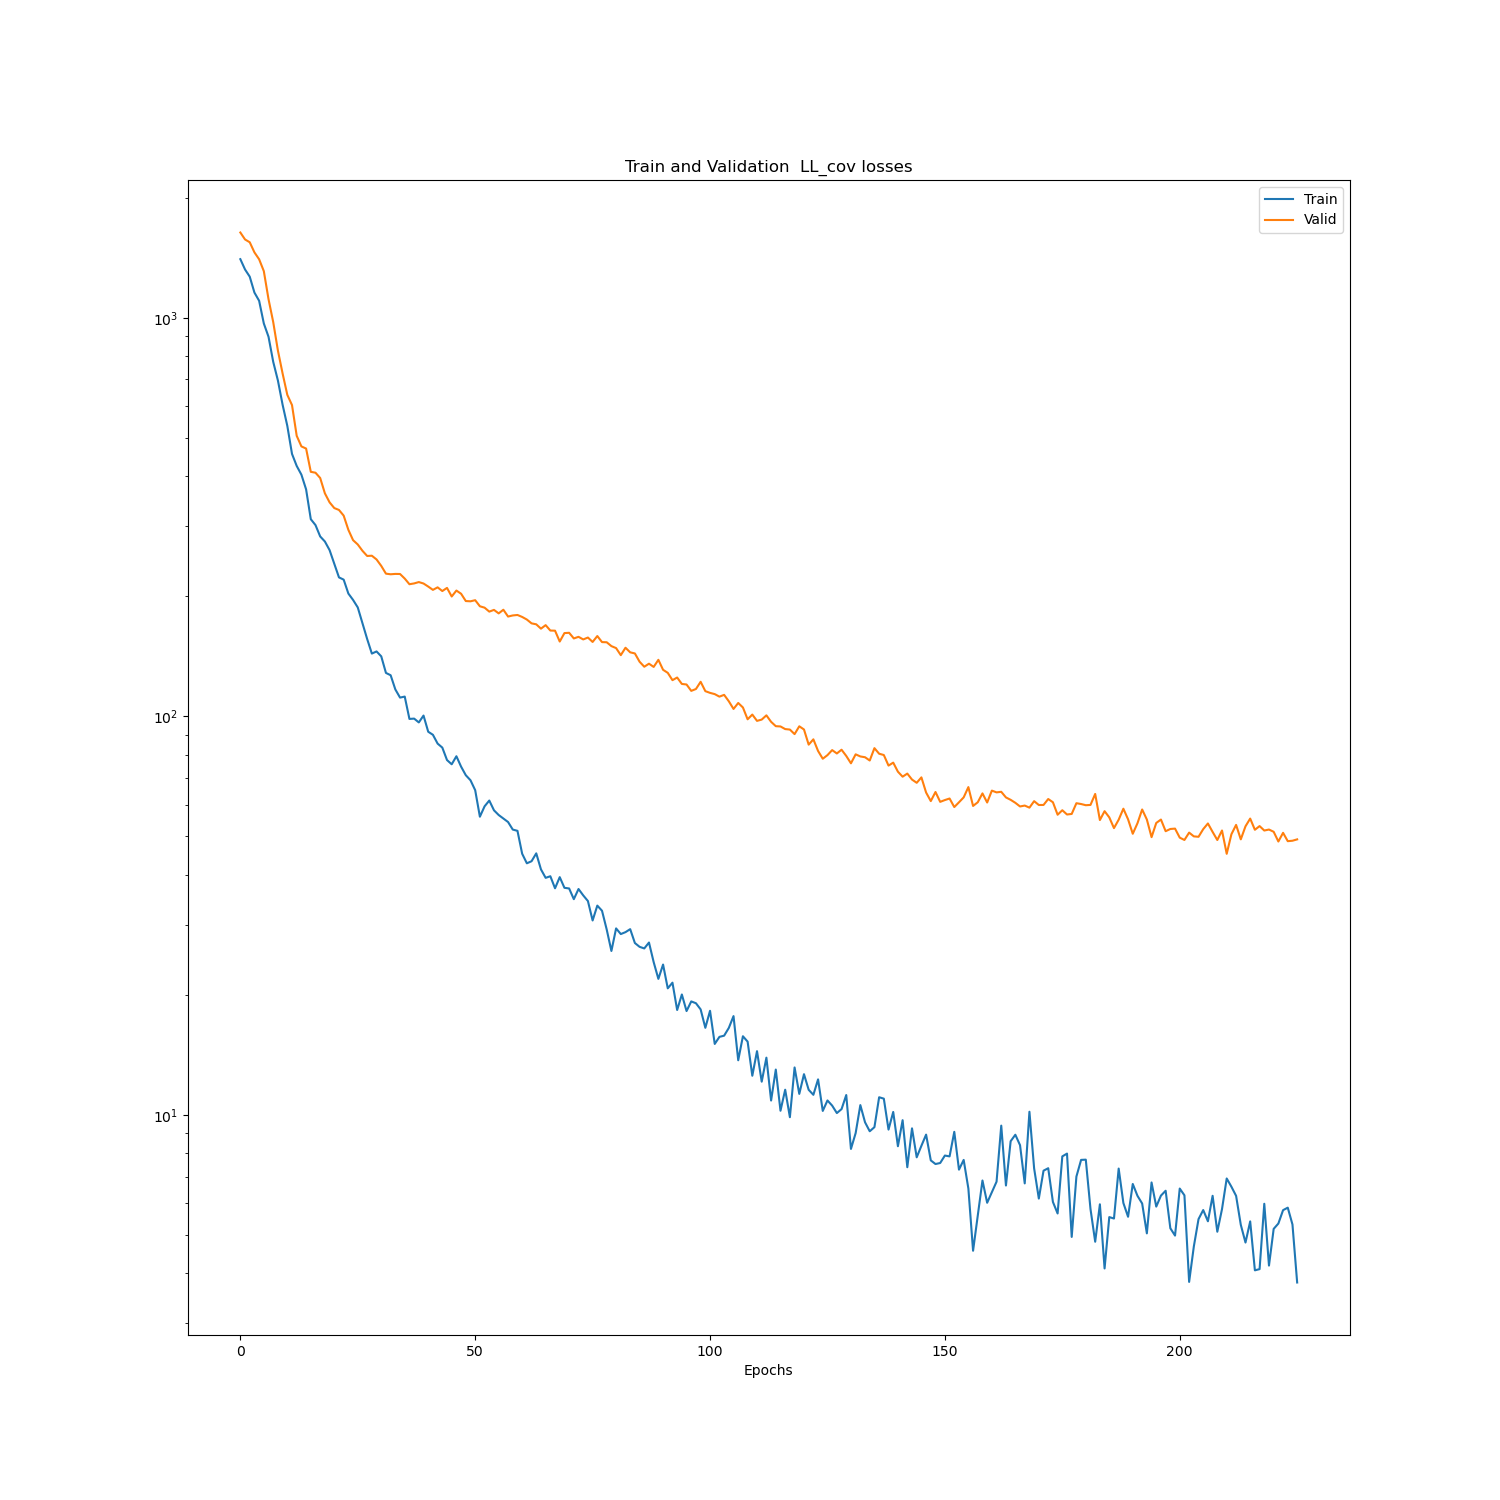 Train and Validation  LL_cov losses
Train
Valid
10³
10²
10¹
0 50 100 150 200
Epochs